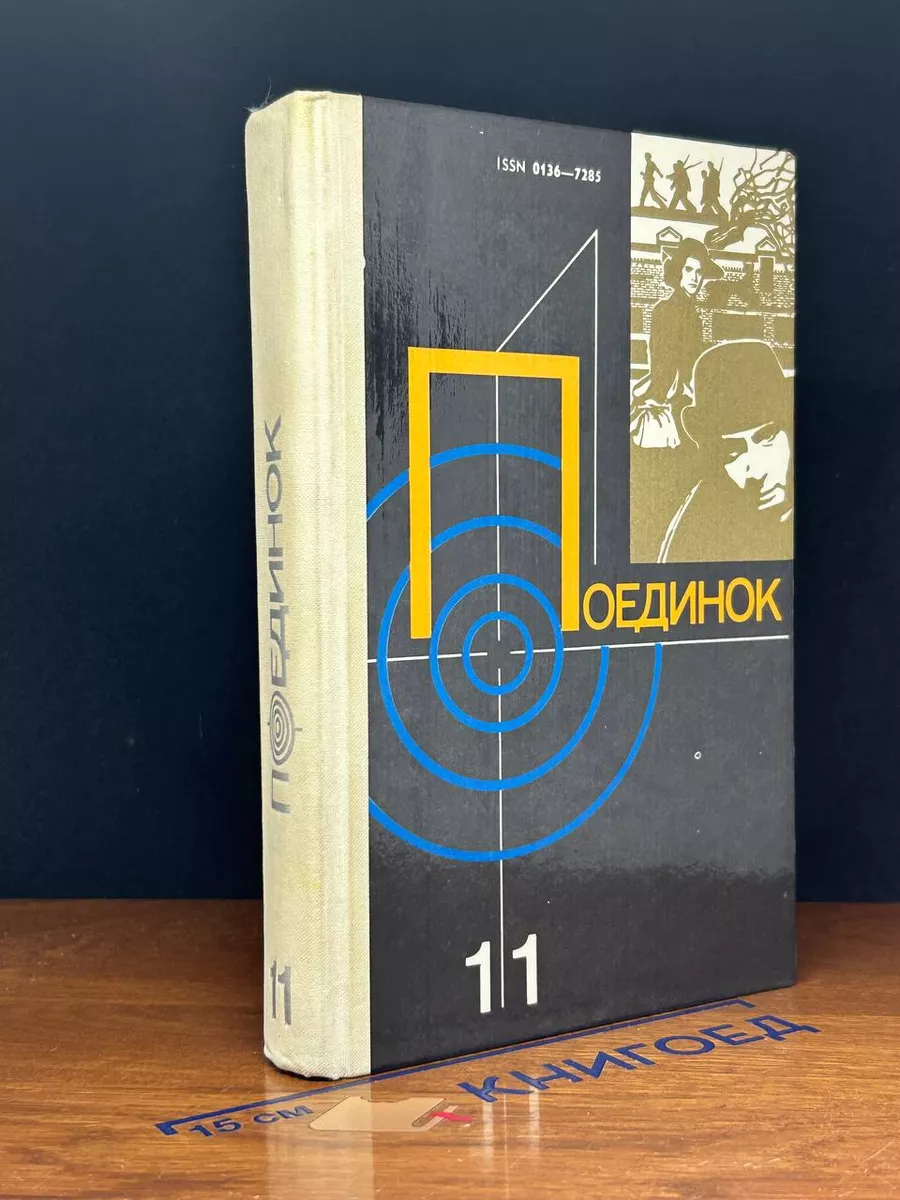 ISSN 0136—7285
ПОЕДИНОК
11
ПОЕДИНОК
11
15 СМ
КНИГОЕД